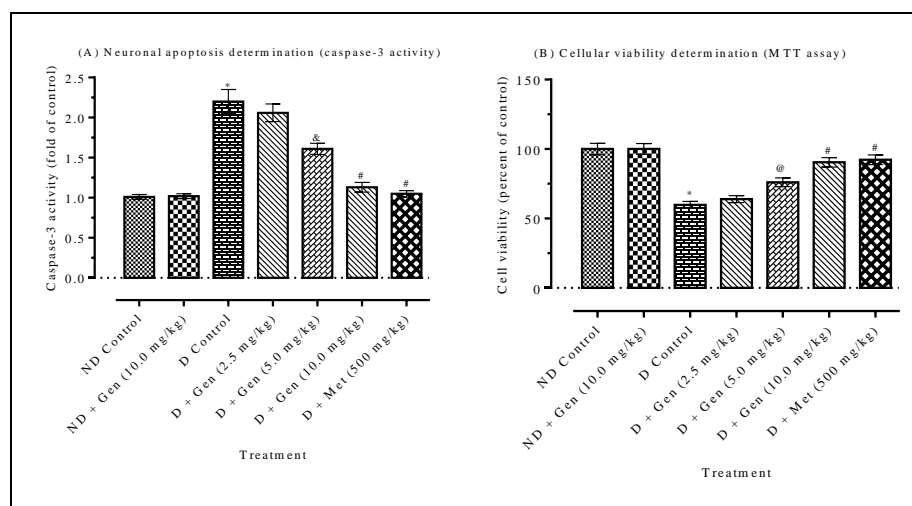 (A) Neuronal apoptosis determination (caspase-3 activity)
Caspase-3 activity (fold of control)
2.5
2.0
1.5
1.0
0.5
0.0
*
&
#
#
ND Control
ND + Gen (10.0 mg/kg)
D Control
D + Gen (2.5 mg/kg)
D + Gen (5.0 mg/kg)
D + Gen (10.0 mg/kg)
D + Met (500 mg/kg)
Treatment
(B) Cellular viability determination (MTT assay)
Cell viability (percent of control)
150
100
50
0
*
@
#
#
ND Control
ND + Gen (10.0 mg/kg)
D Control
D + Gen (2.5 mg/kg)
D + Gen (5.0 mg/kg)
D + Gen (10.0 mg/kg)
D + Met (500 mg/kg)
Treatment